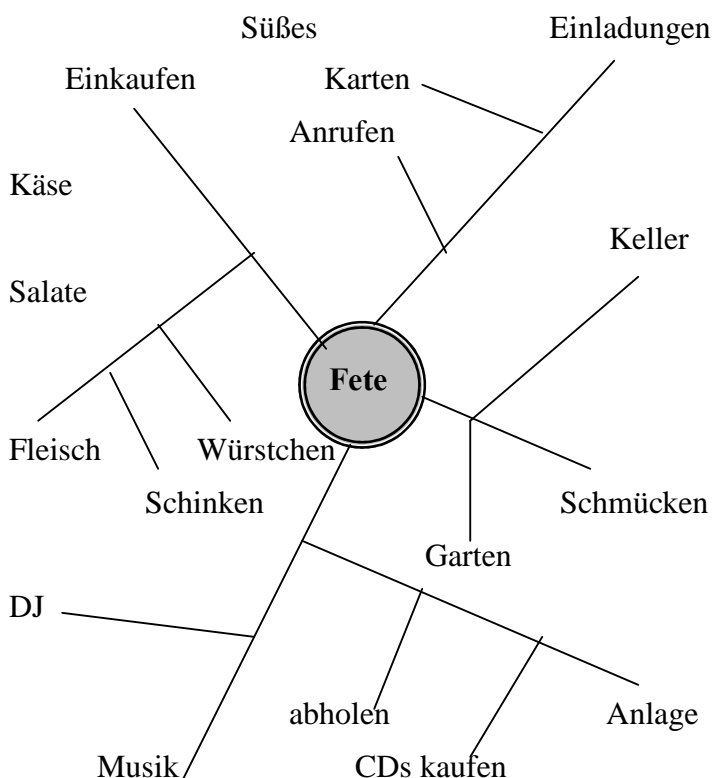 Süßes
Einladungen
Einkaufen
Karten
Anrufen
Käse
Keller
Salate
Fete
Fleisch
Würstchen
Schinken
Schmücken
Garten
DJ
abholen
Anlage
Musik
CDs kaufen